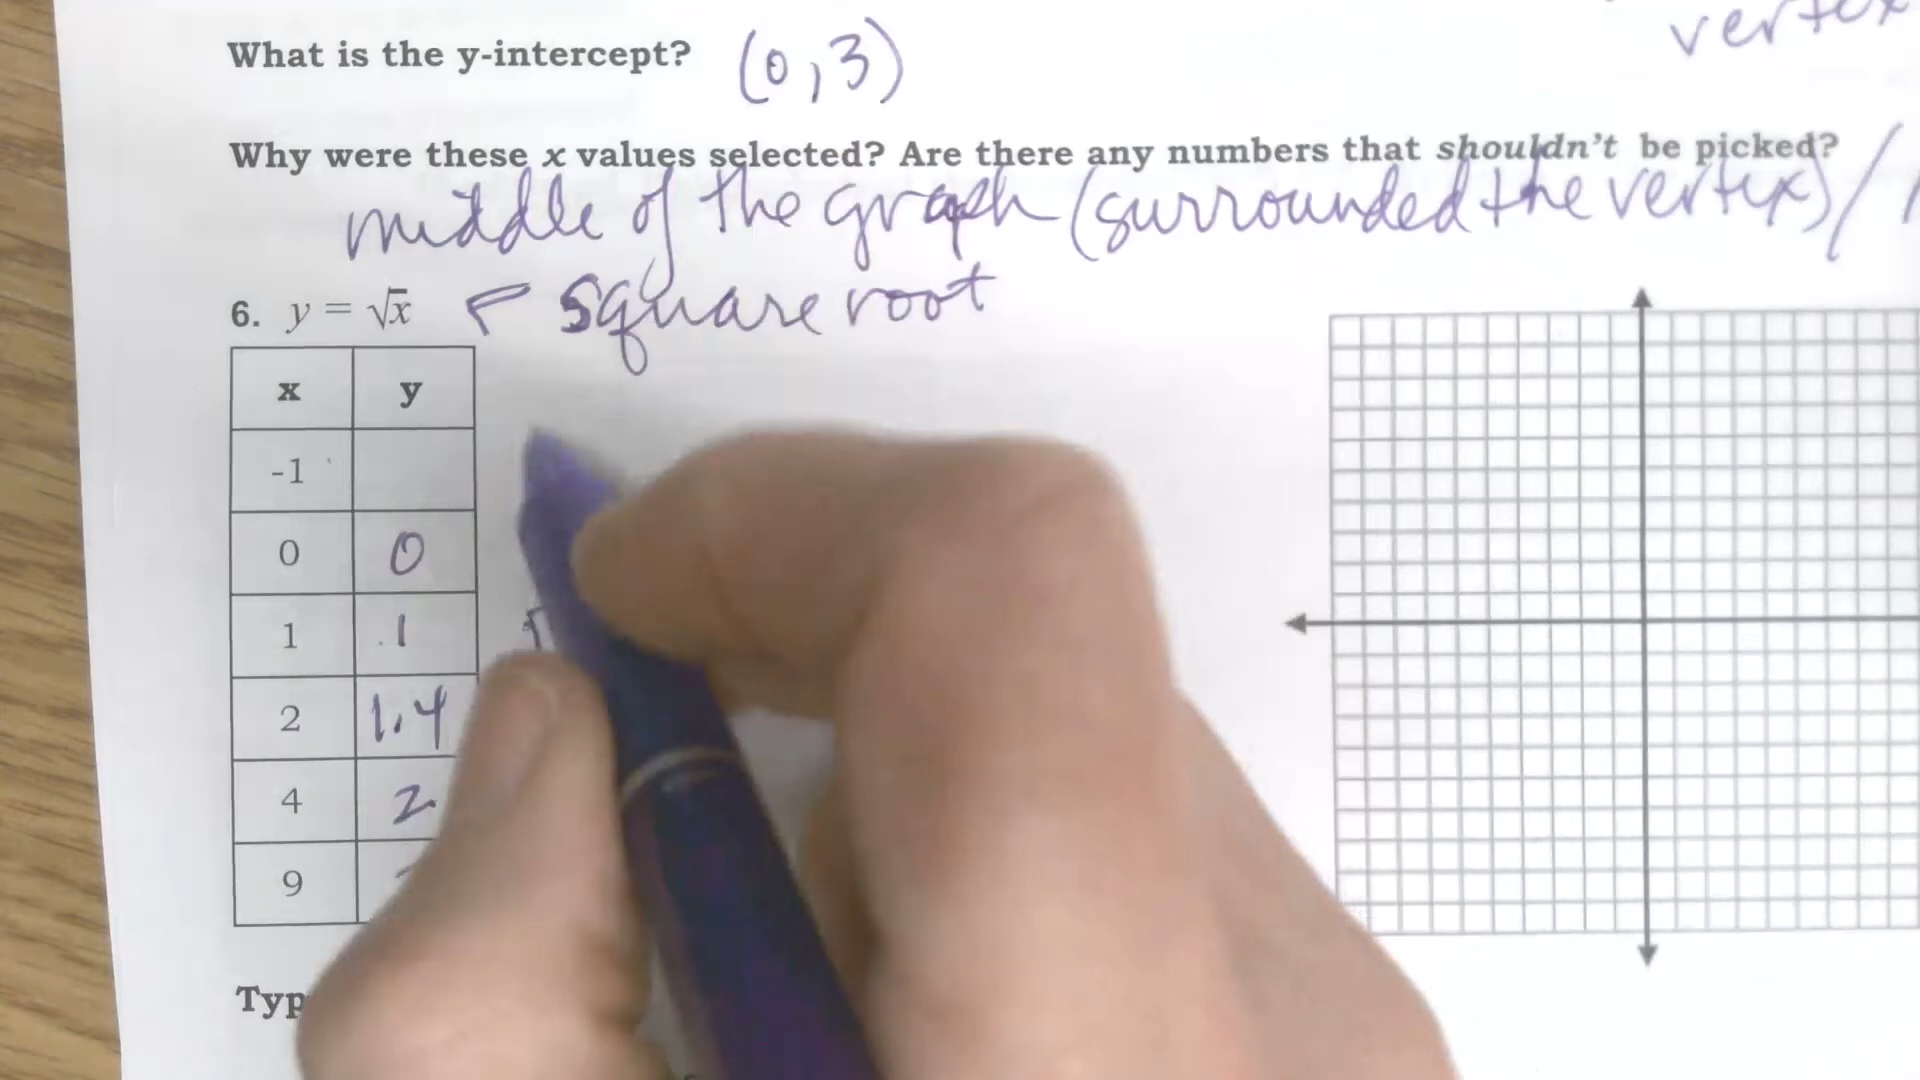 vertex
What is the y-intercept? (0,3)
Why were these x values selected? Are there any numbers that shouldn't be picked?
middle of the graph (surrounded the vertex) /
6. y = √x square root
x y
-1
0 0
1 1
2 1.4
4 2
9
Typ